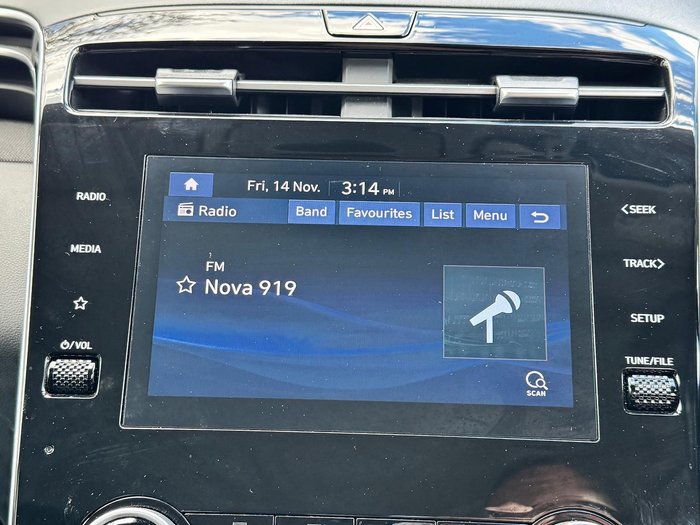 Fri, 14 Nov. 3:14 PM
Radio Band Favourites List Menu
FM
Nova 919
SCAN
RADIO
MEDIA
⏻/VOL
<SEEK
TRACK>
SETUP
TUNE/FILE